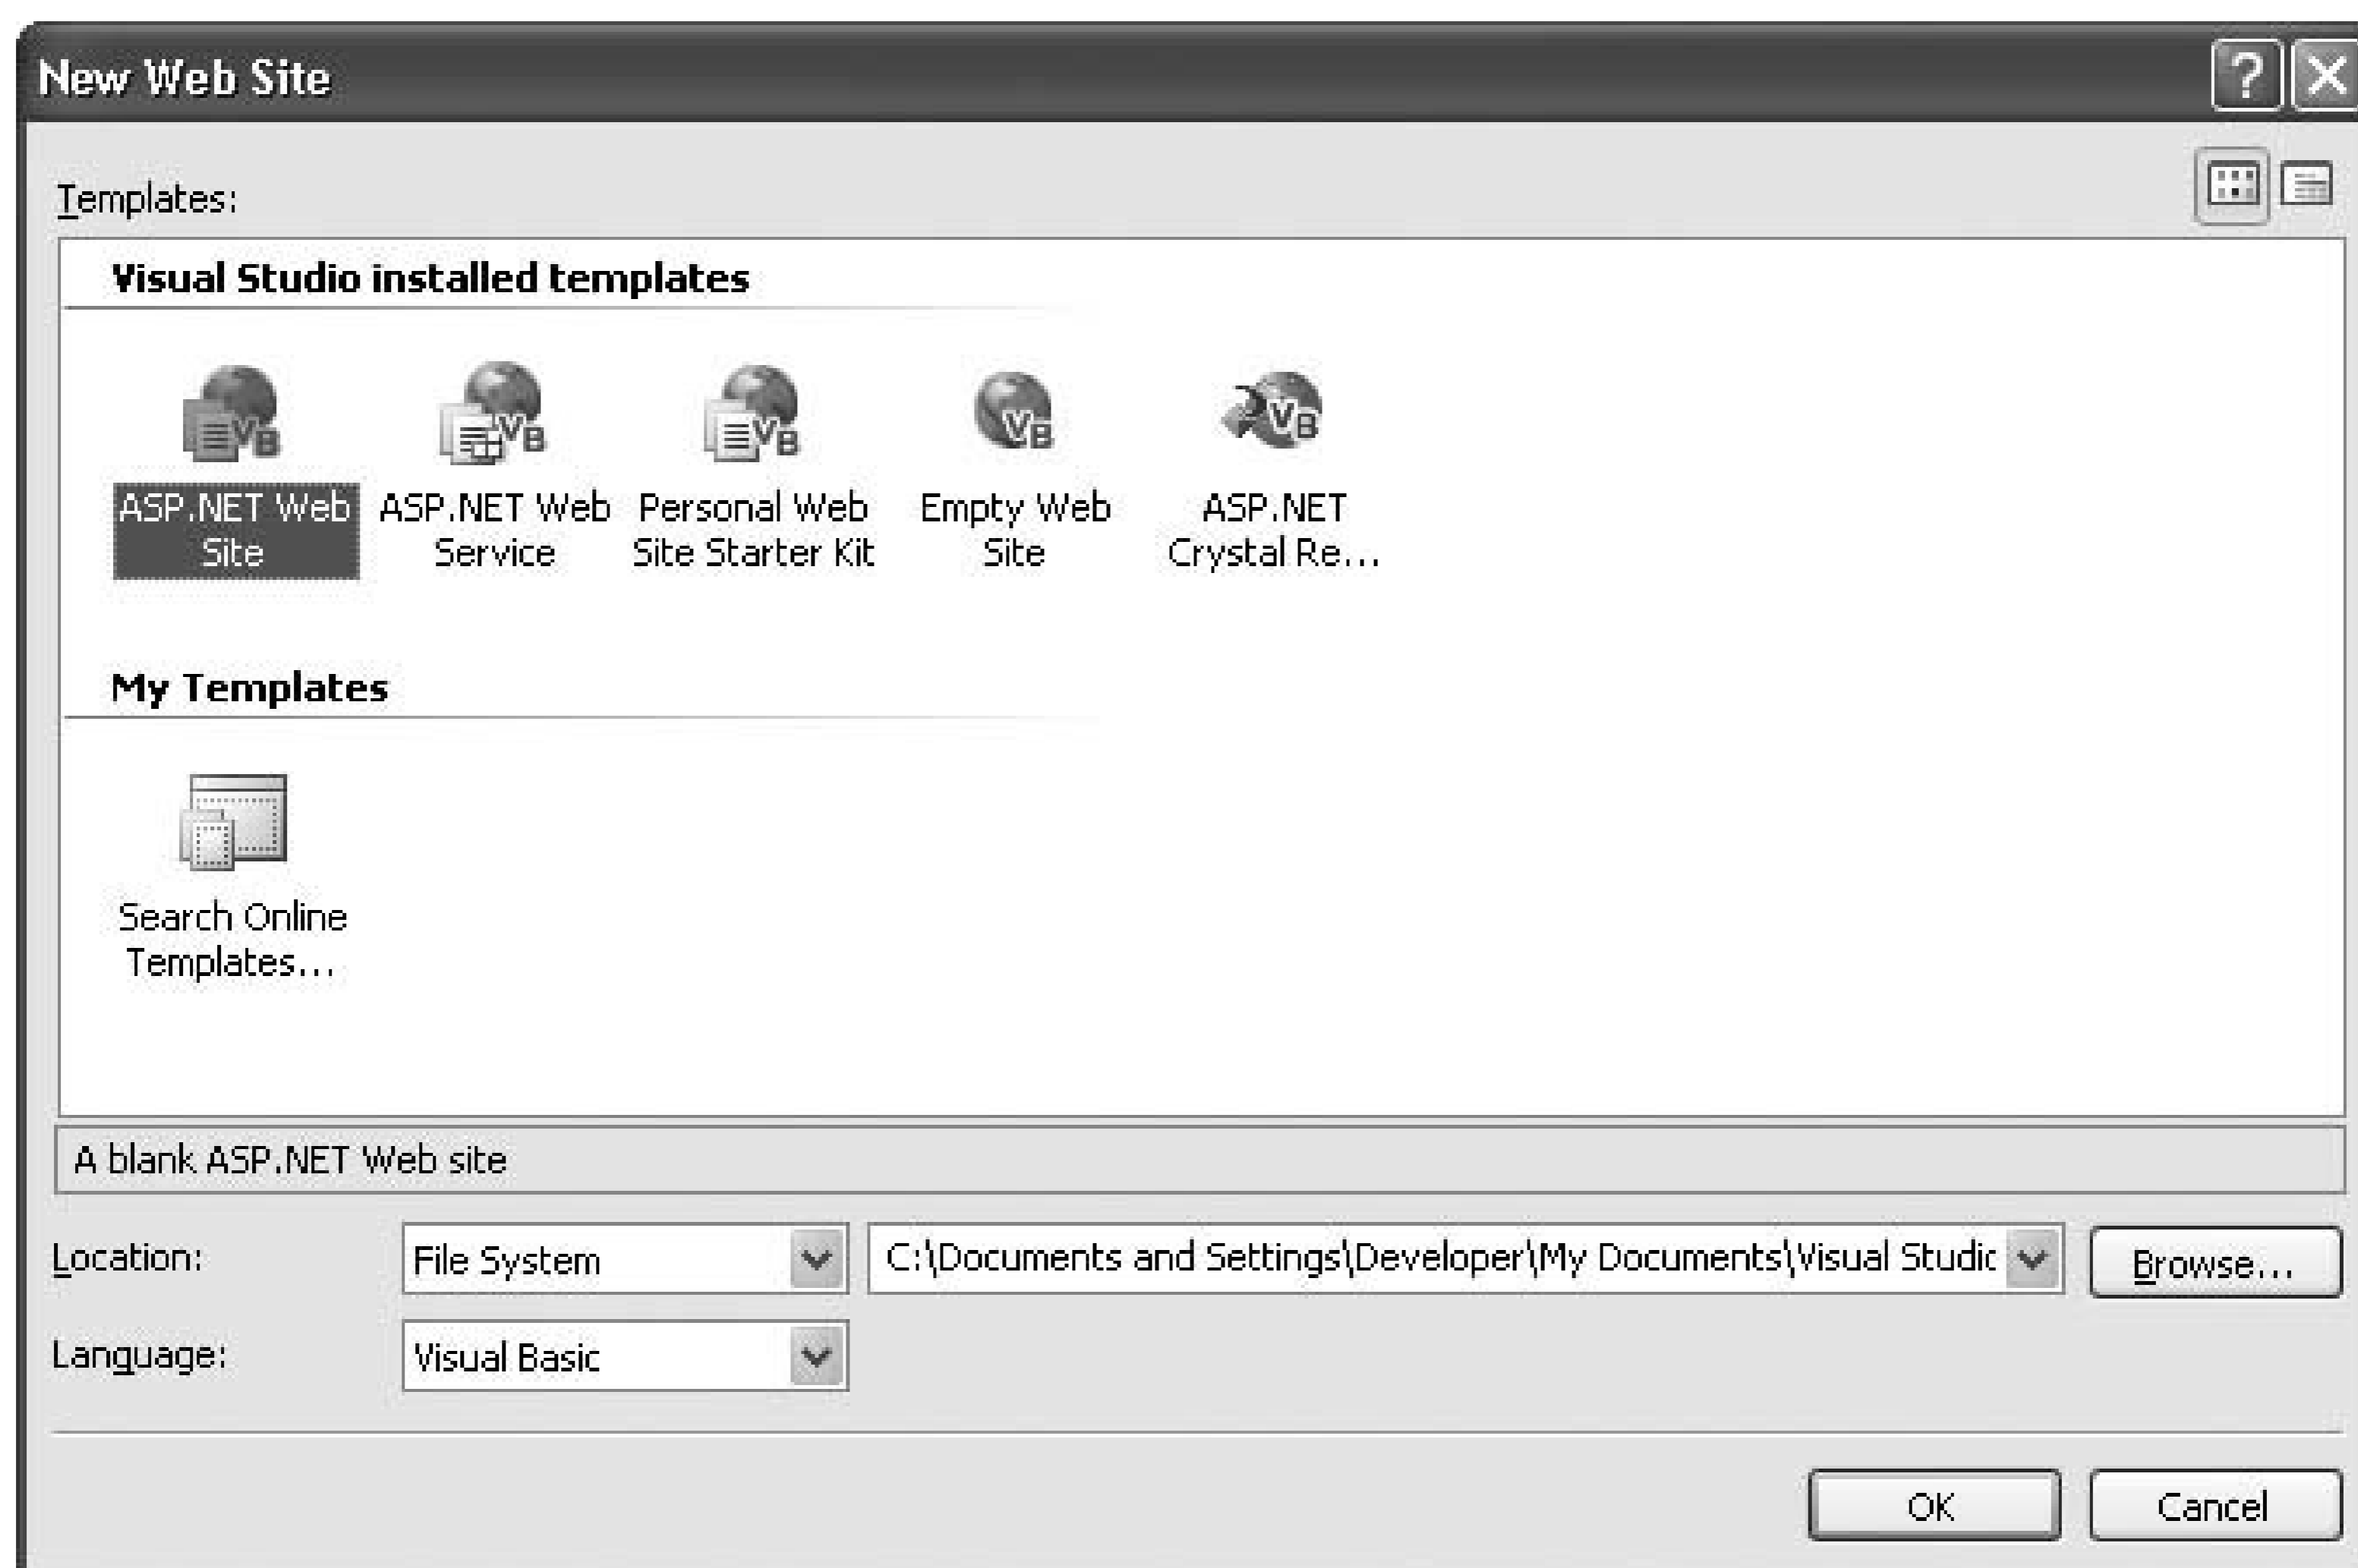 New Web Site
Templates:
Visual Studio installed templates
ASP.NET Web Site
ASP.NET Web Service
Personal Web Site Starter Kit
Empty Web Site
ASP.NET Crystal Re...
My Templates
Search Online Templates...
A blank ASP.NET Web site
Location:
File System
C:\Documents and Settings\Developer\My Documents\Visual Studio
Browse...
Language:
Visual Basic
OK
Cancel